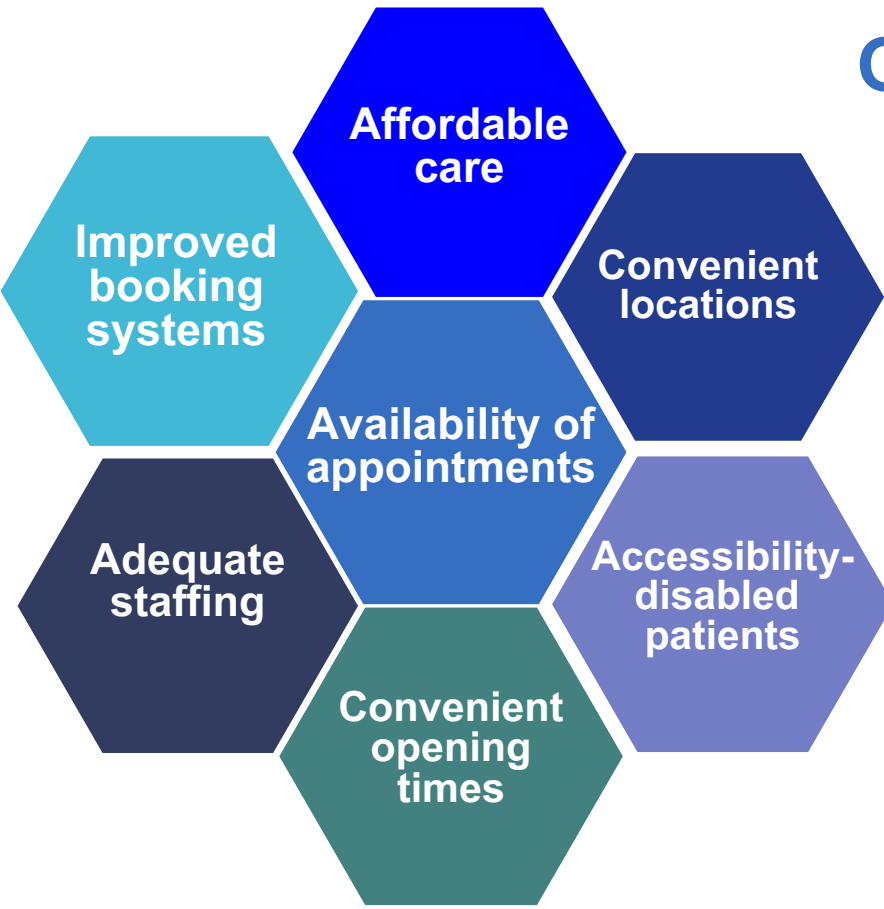 Affordable
care
Improved
booking
systems
Convenient
locations
Availability of
appointments
Adequate
staffing
Accessibility-
disabled
patients
Convenient
opening
times